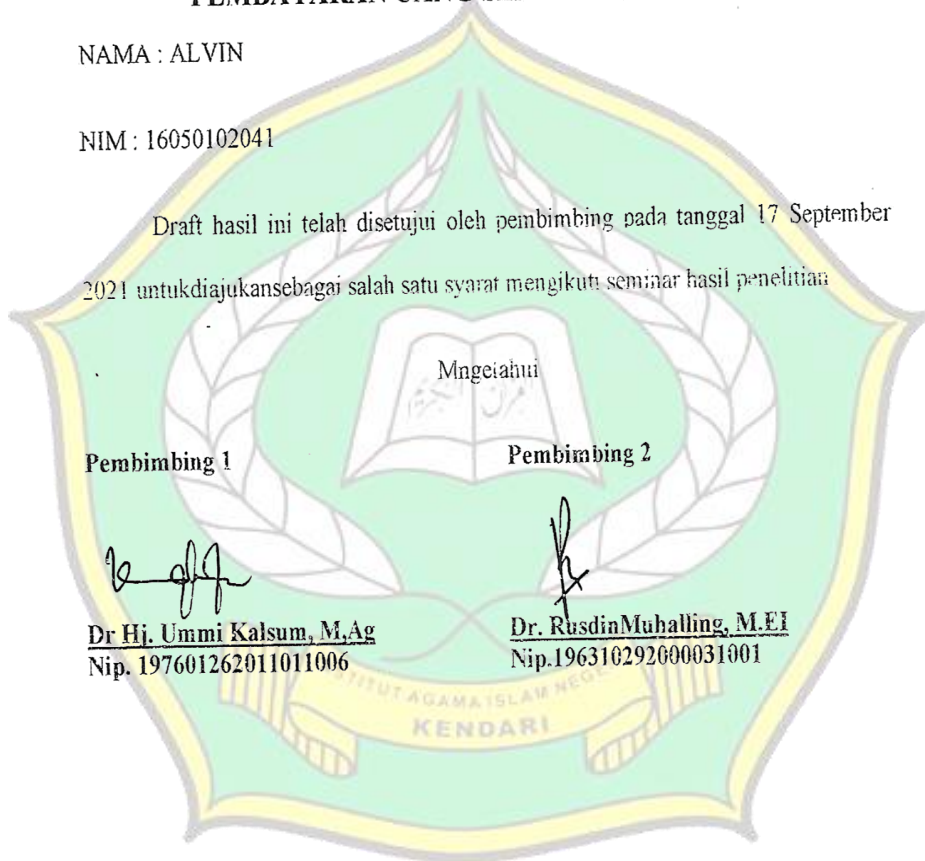 NAMA : ALVIN
NIM : 16050102041
Draft hasil ini telah disetujui oleh pembimbing pada tanggal 17 September
2021 untukdiajukansebagai salah satu syarat mengikuti seminar hasil penelitian
Mngetahui
Pembimbing 1 Pembimbing 2
Dr Hj. Ummi Kalsum, M,Ag Dr. RusdinMuhalling, M.EI
Nip. 197601262011011006 Nip.196310292000031001
INSTITUT AGAMA ISLAM NEGERI
KENDARI